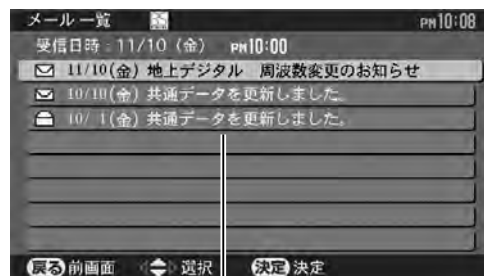 メール一覧 PM10:08
受信日時：11/10（金） PM10:00
11/10(金) 地上デジタル 周波数変更のお知らせ
10/10(金) 共通データを更新しました。
10/ 1(金) 共通データを更新しました。
戻る 前画面 選択 決定 決定